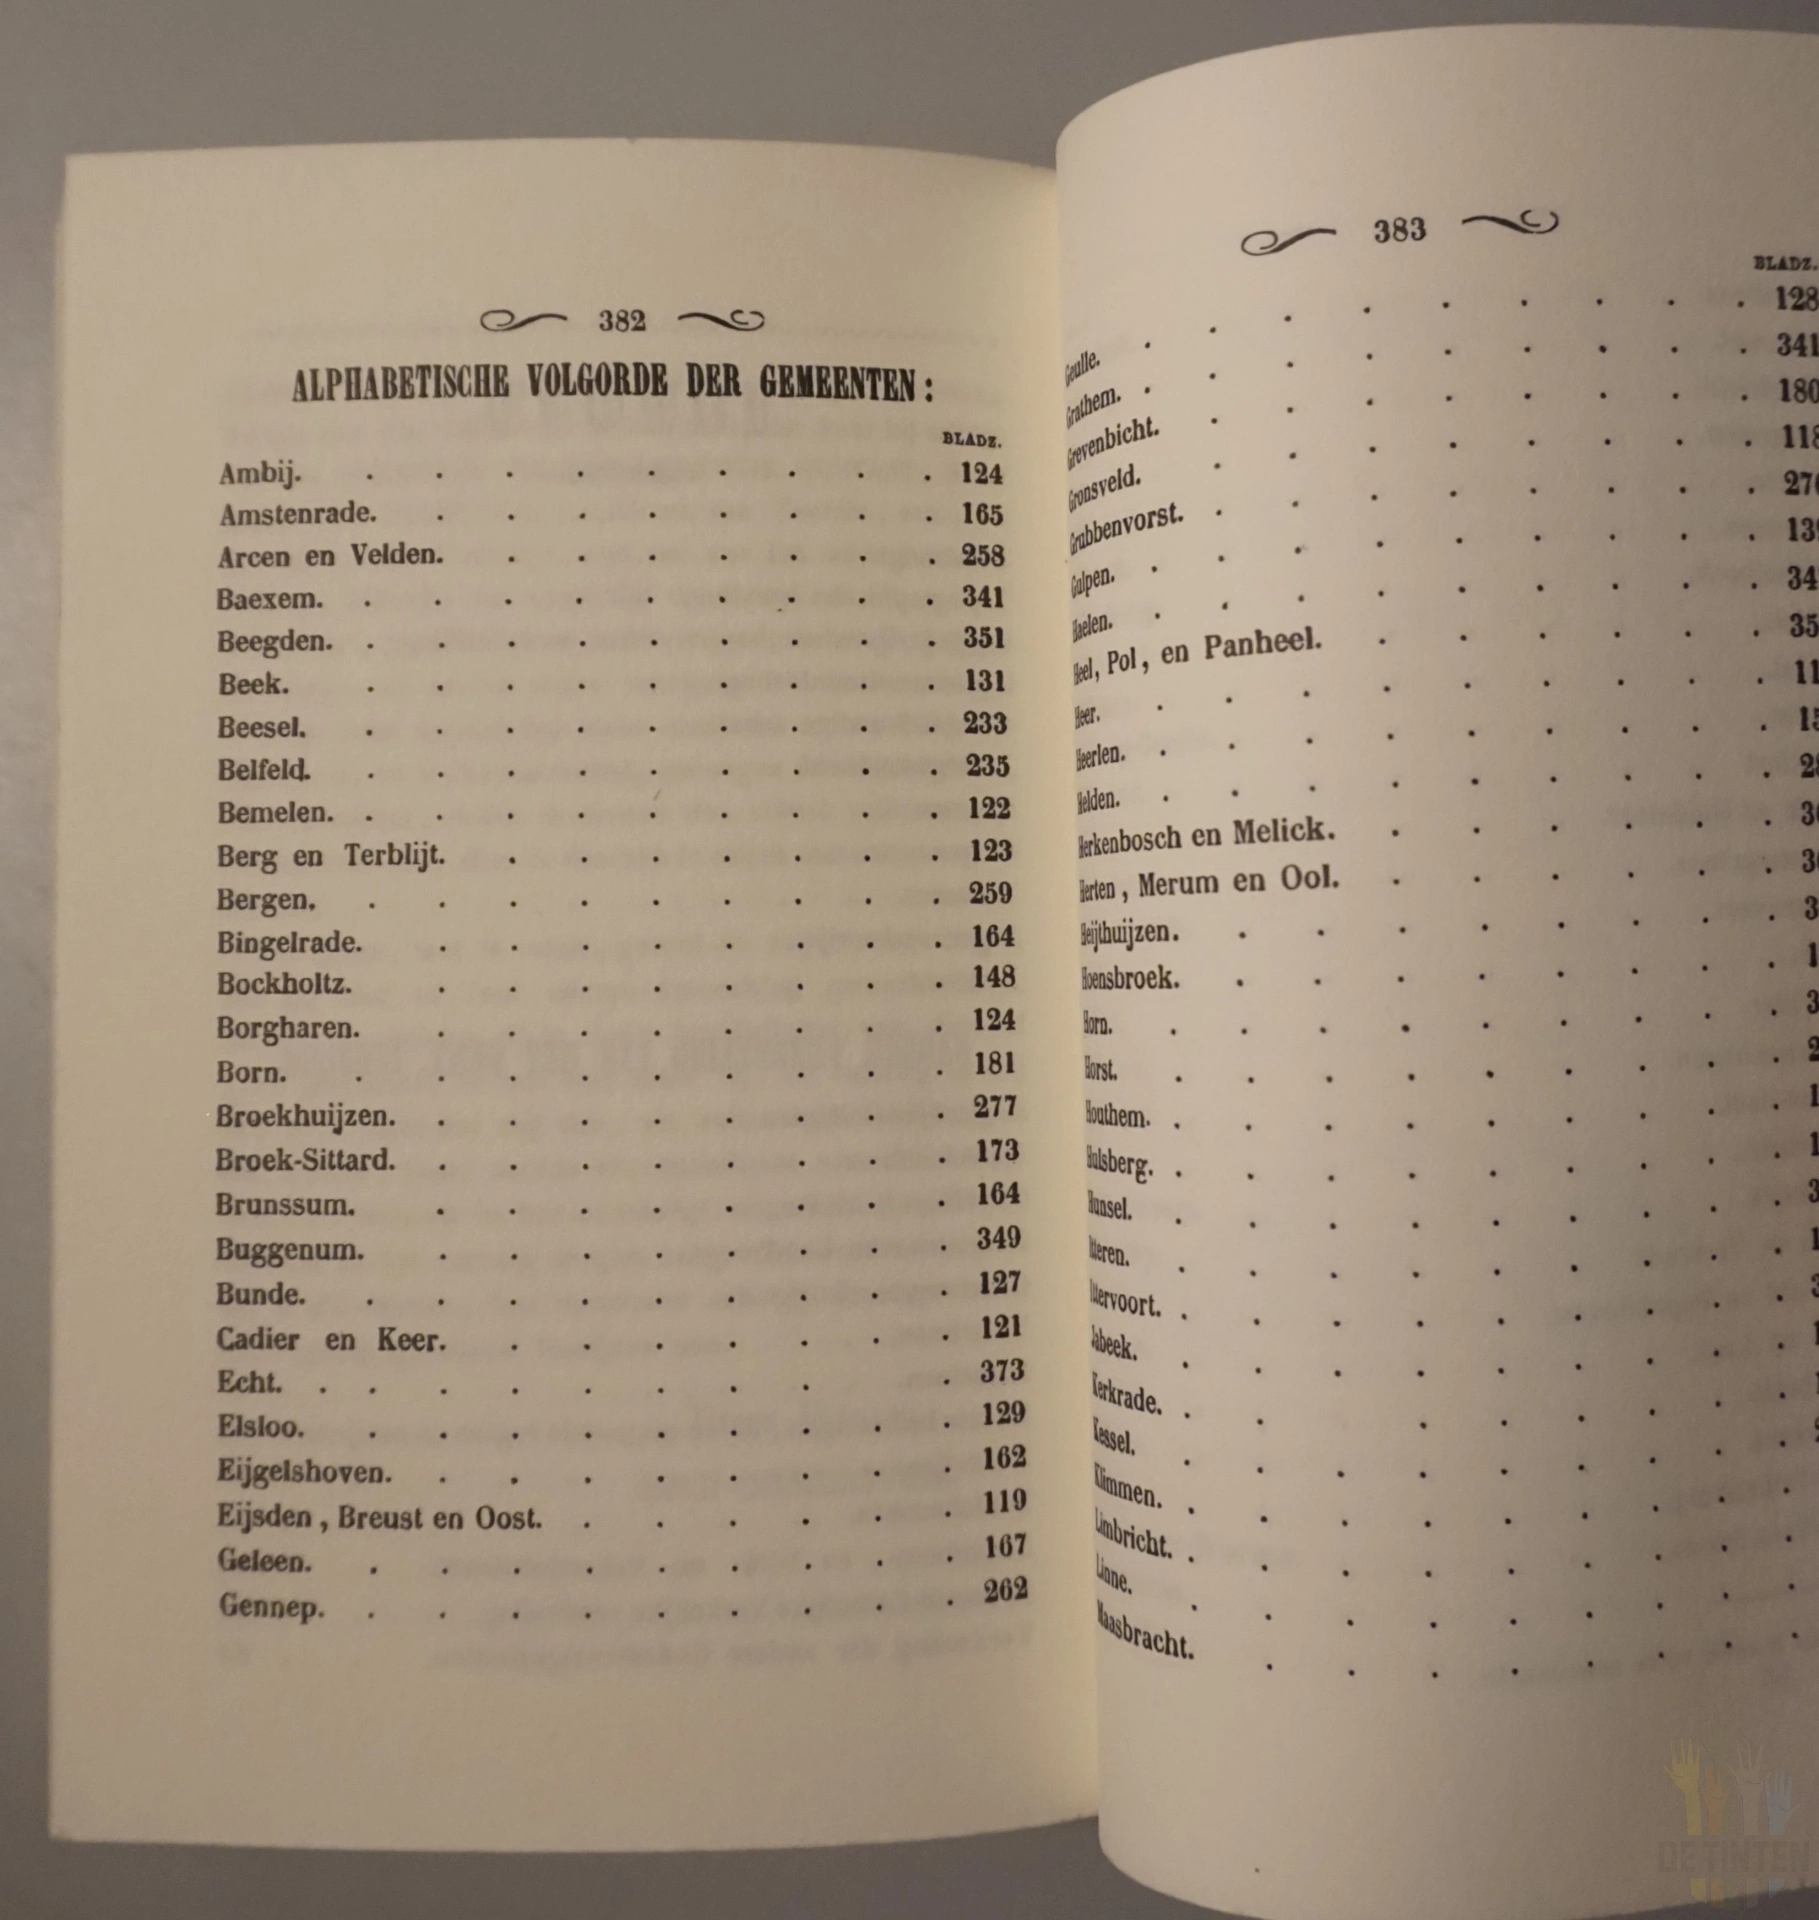 382
ALPHABETISCHE VOLGORDE DER GEMEENTEN:
BLADZ.
Ambij. 124
Amstenrade. 165
Arcen en Velden. 258
Baexem. 341
Beegden. 351
Beek. 131
Beesel. 233
Belfeld. 235
Bemelen. 122
Berg en Terblijt. 123
Bergen. 259
Bingelrade. 164
Bockholtz. 148
Borgharen. 124
Born. 181
Broekhuijzen. 277
Broek-Sittard. 173
Brunssum. 164
Buggenum. 349
Bunde. 127
Cadier en Keer. 121
Echt. 373
Elsloo. 129
Eijgelshoven. 162
Eijsden, Breust en Oost. 119
Geleen. 167
Gennep. 262
383
BLADZ.
Geulle. 128
Grathem. 341
Grevenbicht. 180
Gronsveld. 118
Grubbenvorst.
Gulpen.
Haelen.
Heel, Pol, en Panheel.
Heer.
Heerlen.
Helden.
Herkenbosch en Melick.
Herten, Merum en Ool.
Heijthuijzen.
Hoensbroek.
Horn.
Horst.
Houthem.
Hulsberg.
Hunsel.
Itteren.
Ittervoort.
Jabeek.
Kerkrade.
Kessel.
Klimmen.
Limbricht.
Linne.
Maasbracht.
DE TINTEN